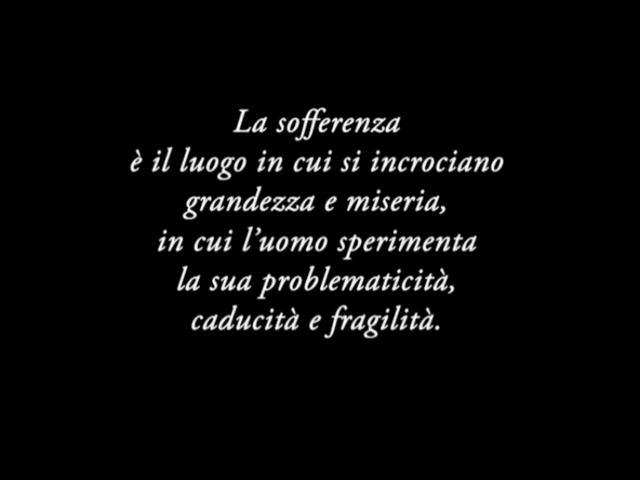 La sofferenza
è il luogo in cui si incrociano
grandezza e miseria,
in cui l'uomo sperimenta
la sua problematicità,
caducità e fragilità.